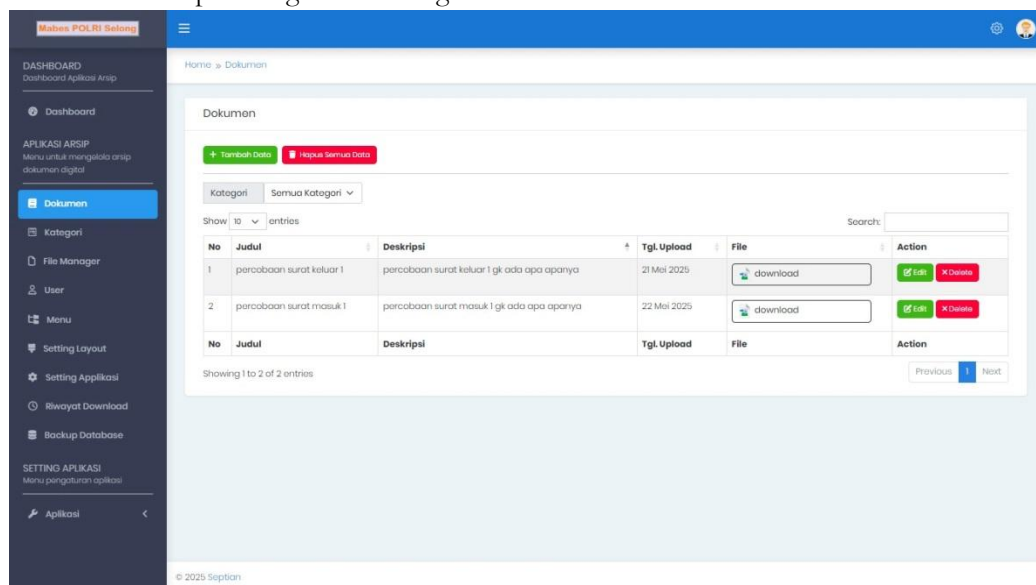 Mabes POLRI Selong
DASHBOARD
Dashboard Aplikasi Arsip
Dashboard
APLIKASI ARSIP
Menu untuk mengelola arsip
dokumen digital
Dokumen
Kategori
File Manager
User
Menu
Setting Layout
Setting Applikasi
Riwayat Download
Backup Database
SETTING APLIKASI
Menu pengaturan aplikasi
Aplikasi
Home » Dokumen
Dokumen
+ Tambah Data Hapus Semua Data
Kategori Semua Kategori
Show 10 entries Search:
No Judul Deskripsi Tgl. Upload File Action
1 percobaan surat keluar 1 percobaan surat keluar 1 gk ada apa apanya 21 Mei 2025 download Edit X Delete
2 percobaan surat masuk 1 percobaan surat masuk 1 gk ada apa apanya 22 Mei 2025 download Edit X Delete
No Judul Deskripsi Tgl. Upload File Action
Showing 1 to 2 of 2 entries Previous 1 Next
© 2025 Septian